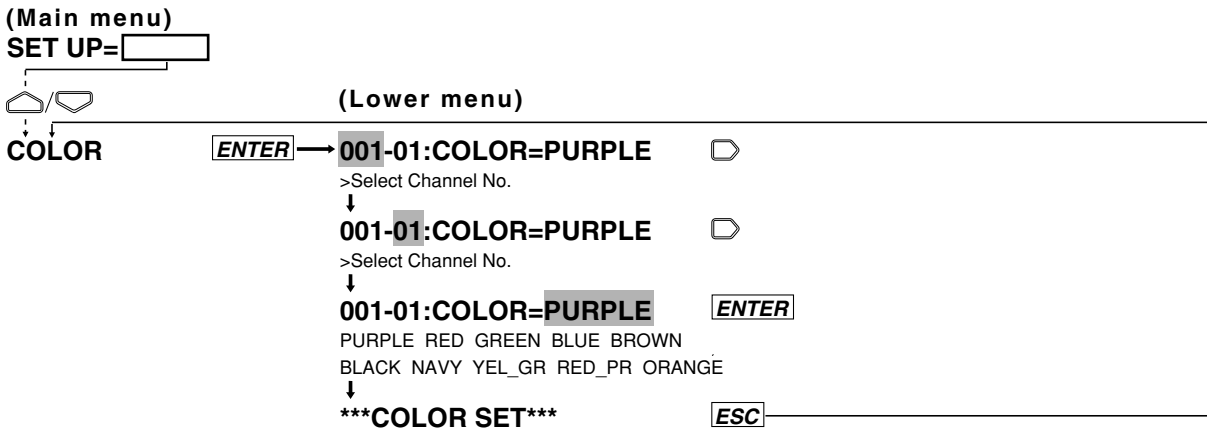 (Main menu)
SET UP=
/
(Lower menu)
COLOR ENTER 001-01:COLOR=PURPLE
>Select Channel No.
001-01:COLOR=PURPLE
>Select Channel No.
001-01:COLOR=PURPLE ENTER
PURPLE RED GREEN BLUE BROWN
BLACK NAVY YEL_GR RED_PR ORANGE
***COLOR SET*** ESC